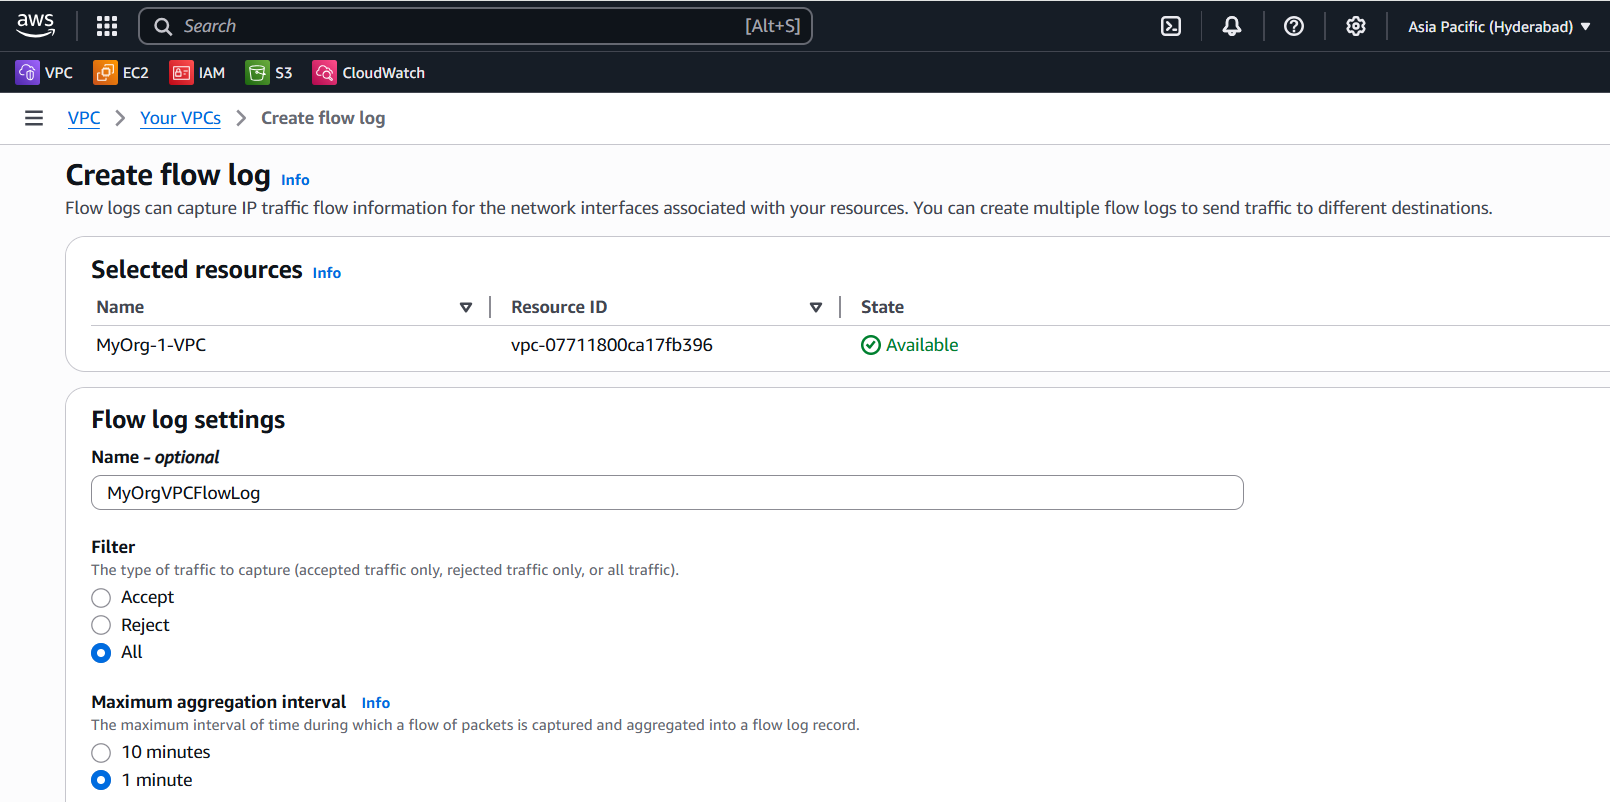 aws
Search [Alt+S] Asia Pacific (Hyderabad)
VPC EC2 IAM S3 CloudWatch
VPC Your VPCs Create flow log
Create flow log Info
Flow logs can capture IP traffic flow information for the network interfaces associated with your resources. You can create multiple flow logs to send traffic to different destinations.
Selected resources Info
Name Resource ID State
MyOrg-1-VPC vpc-07711800ca17fb396 Available
Flow log settings
Name - optional
MyOrgVPCFlowLog
Filter
The type of traffic to capture (accepted traffic only, rejected traffic only, or all traffic).
Accept
Reject
All
Maximum aggregation interval Info
The maximum interval of time during which a flow of packets is captured and aggregated into a flow log record.
10 minutes
1 minute